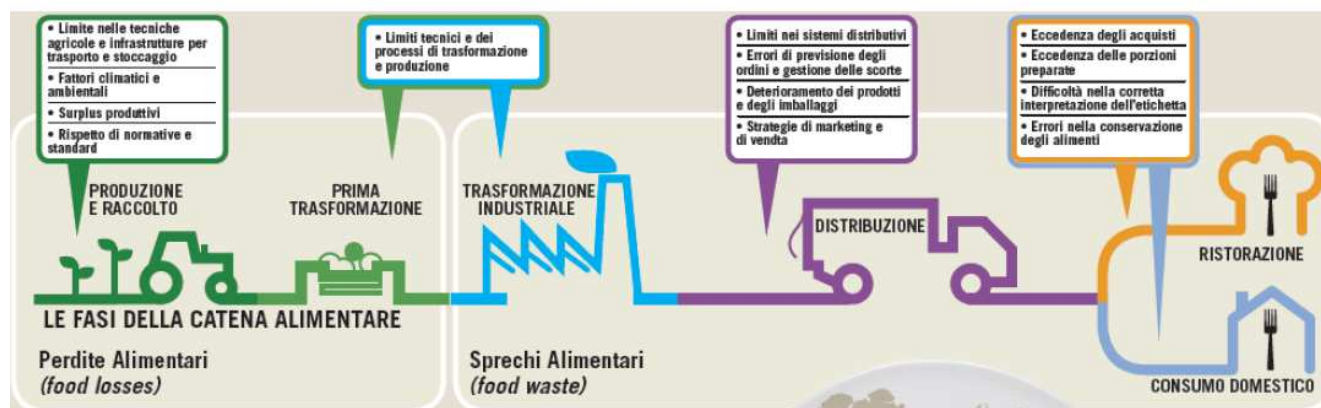 • Limite nelle tecniche
agricole e infrastrutture per
trasporto e stoccaggio
• Fattori climatici e
ambientali
• Surplus produttivi
• Rispetto di normative e
standard
• Limiti tecnici e dei
processi di trasformazione
e produzione
• Limiti nei sistemi distributivi
• Errori di previsione degli
ordini e gestione delle scorte
• Deterioramento dei prodotti
e degli imballaggi
• Strategie di marketing e
di vendta
• Eccedenza degli acquisti
• Eccedenza delle porzioni
preparate
• Difficoltà nella corretta
interpretazione dell'etichetta
• Errori nella conservazione
degli alimenti
PRODUZIONE
E RACCOLTO
PRIMA
TRASFORMAZIONE
TRASFORMAZIONE
INDUSTRIALE
DISTRIBUZIONE
RISTORAZIONE
CONSUMO DOMESTICO
LE FASI DELLA CATENA ALIMENTARE
Perdite Alimentari
(food losses)
Sprechi Alimentari
(food waste)